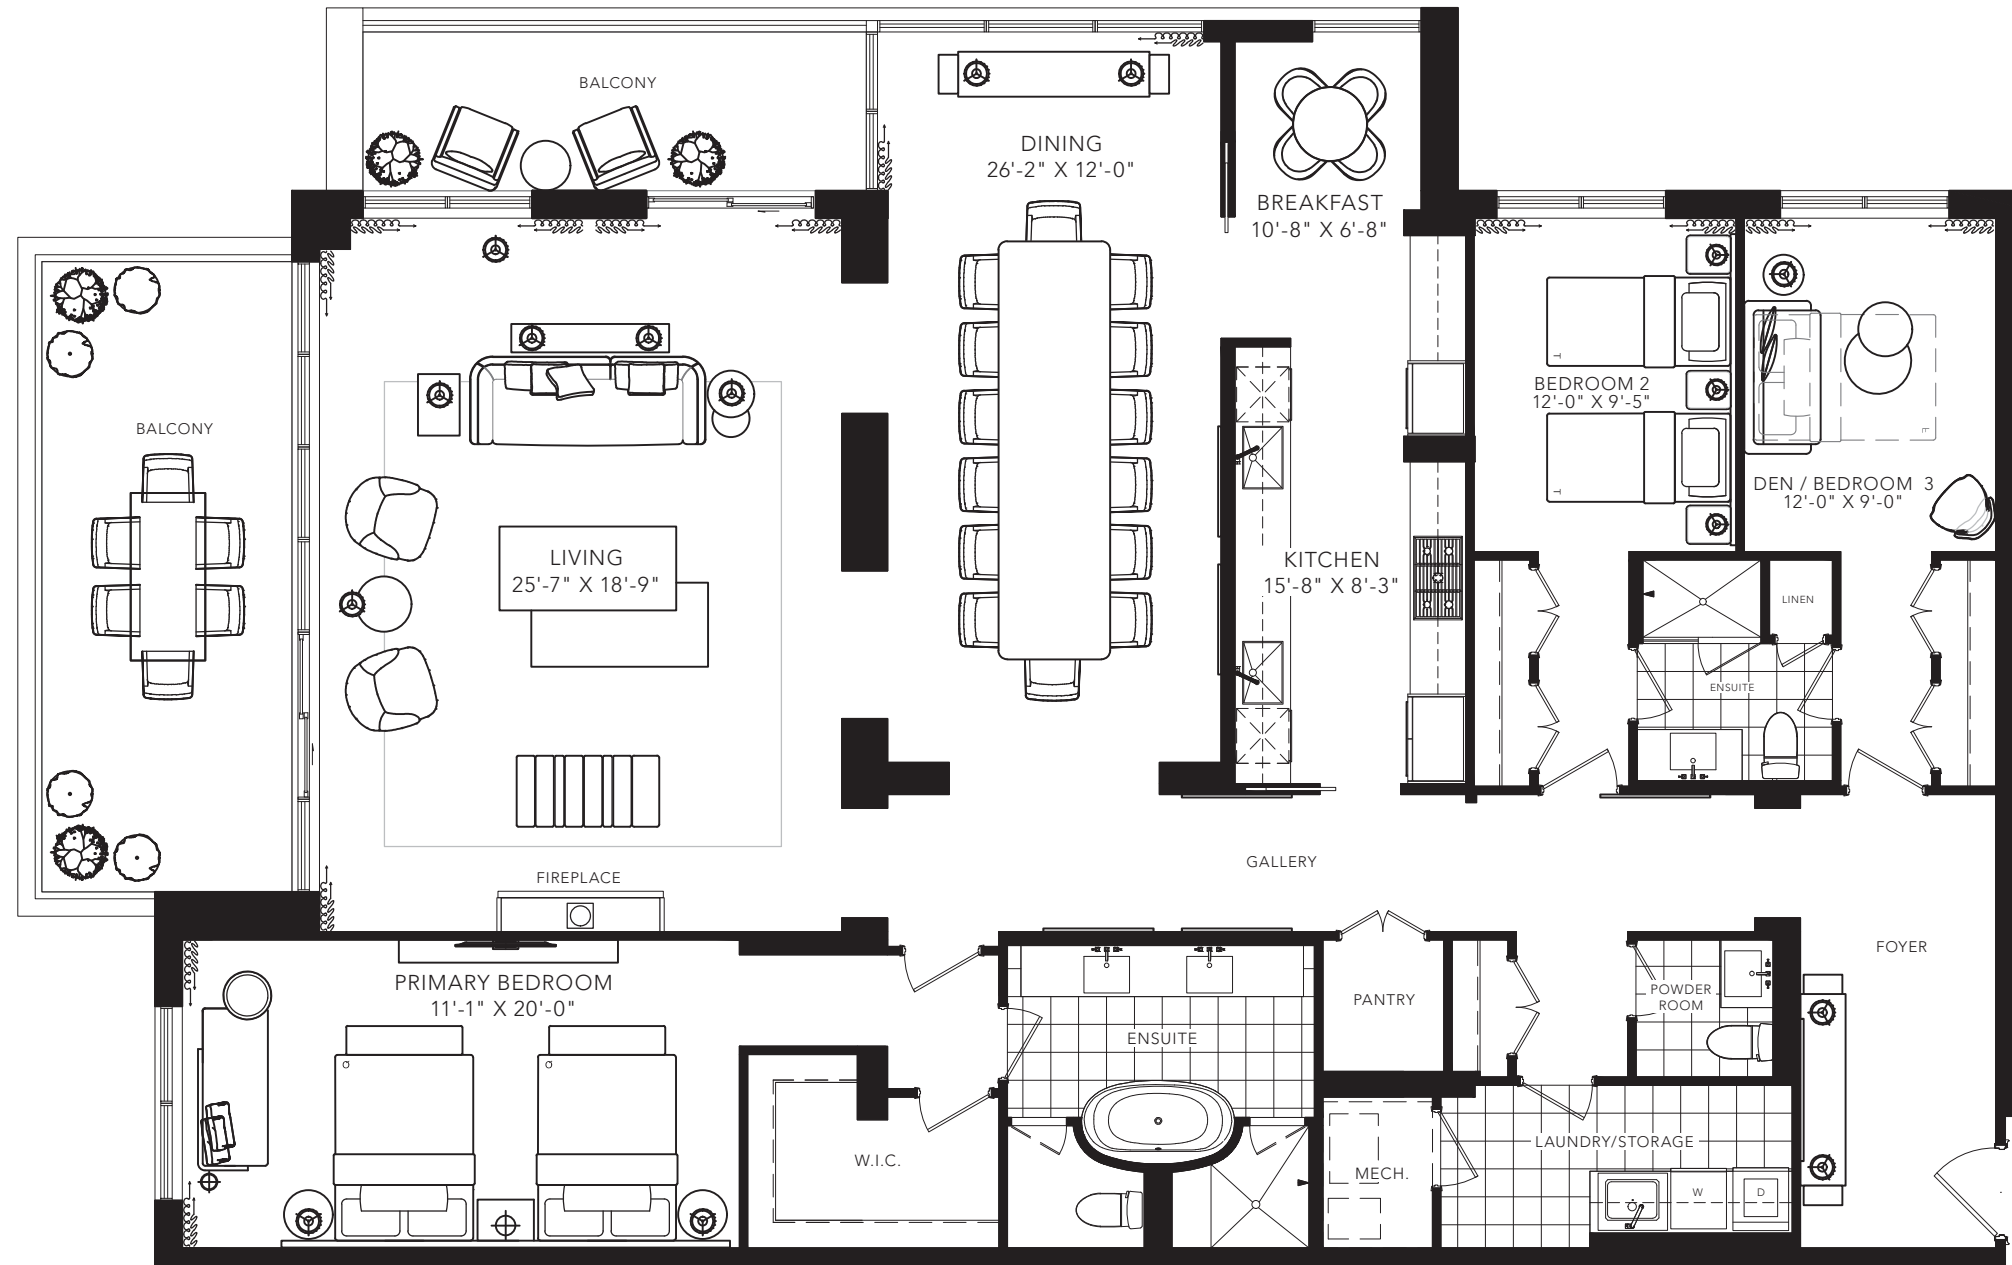 BALCONY
DINING
26'-2" X 12'-0"
BREAKFAST
10'-8" X 6'-8"
BALCONY
LIVING
25'-7" X 18'-9"
KITCHEN
15'-8" X 8'-3"
T
BEDROOM 2
12'-0" X 9'-5"
T
DEN / BEDROOM 3
12'-0" X 9'-0"
LINEN
ENSUITE
GALLERY
FIREPLACE
FOYER
PRIMARY BEDROOM
11'-1" X 20'-0"
PANTRY
POWDER
ROOM
ENSUITE
Q
Q
W.I.C.
MECH.
LAUNDRY/STORAGE
W
D